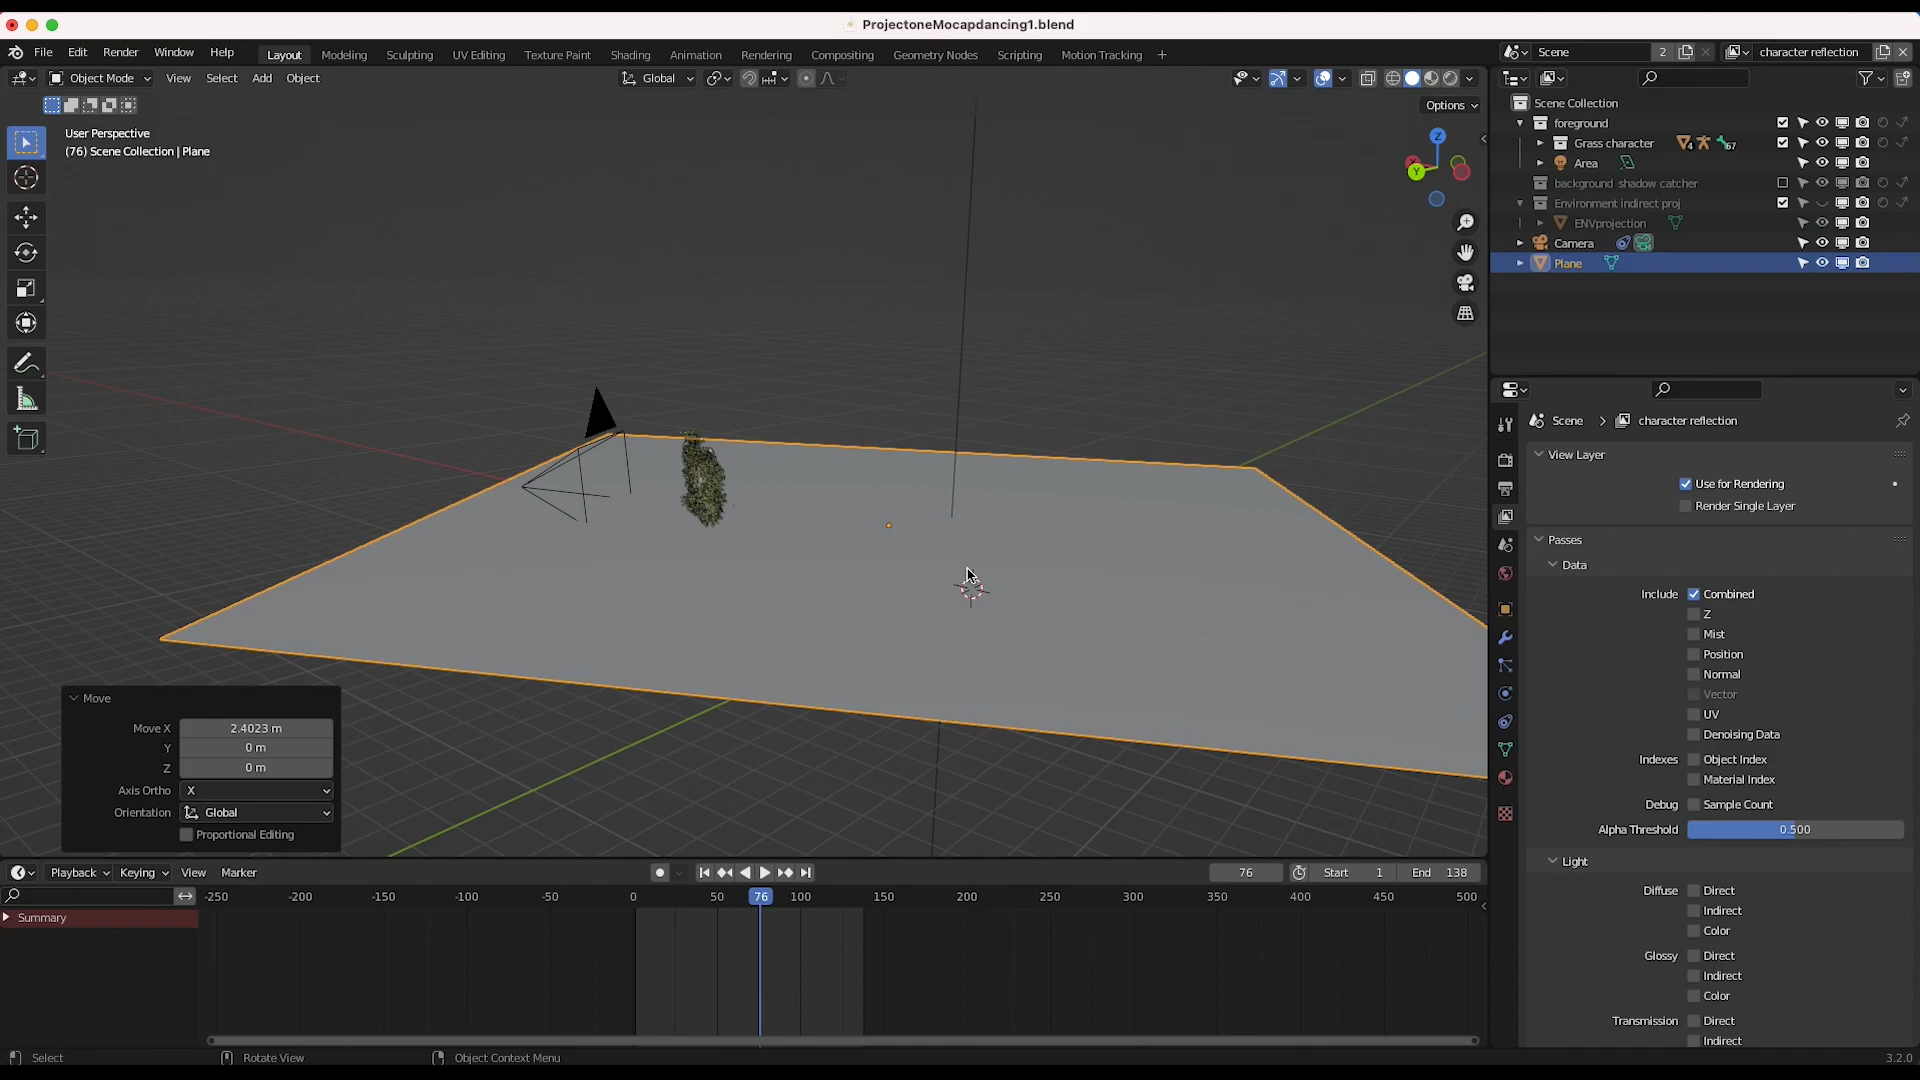 ProjectoneMocapdancing1.blend
File Edit Render Window Help Layout Modeling Sculpting UV Editing Texture Paint Shading Animation Rendering Compositing Geometry Nodes Scripting Motion Tracking + Scene 2 character reflection
Object Mode View Select Add Object Global
Options
User Perspective
(76) Scene Collection | Plane
Z
Y
Scene Collection
foreground
Grass character 4 67
Area
background shadow catcher
Environment indirect proj
ENVprojection
Camera
Plane
Scene > character reflection
View Layer
Use for Rendering
Render Single Layer
Passes
Data
Include Combined
Z
Mist
Position
Normal
Vector
UV
Denoising Data
Indexes Object Index
Material Index
Debug Sample Count
Alpha Threshold 0.500
Light
Diffuse Direct
Indirect
Color
Glossy Direct
Indirect
Color
Transmission Direct
Indirect
Move
Move X 2.4023 m
Y 0 m
Z 0 m
Axis Ortho X
Orientation Global
Proportional Editing
Playback Keying View Marker 76 Start 1 End 138
-250 -200 -150 -100 -50 0 50 76 100 150 200 250 300 350 400 450 500
Summary
Select Rotate View Object Context Menu 3.2.0